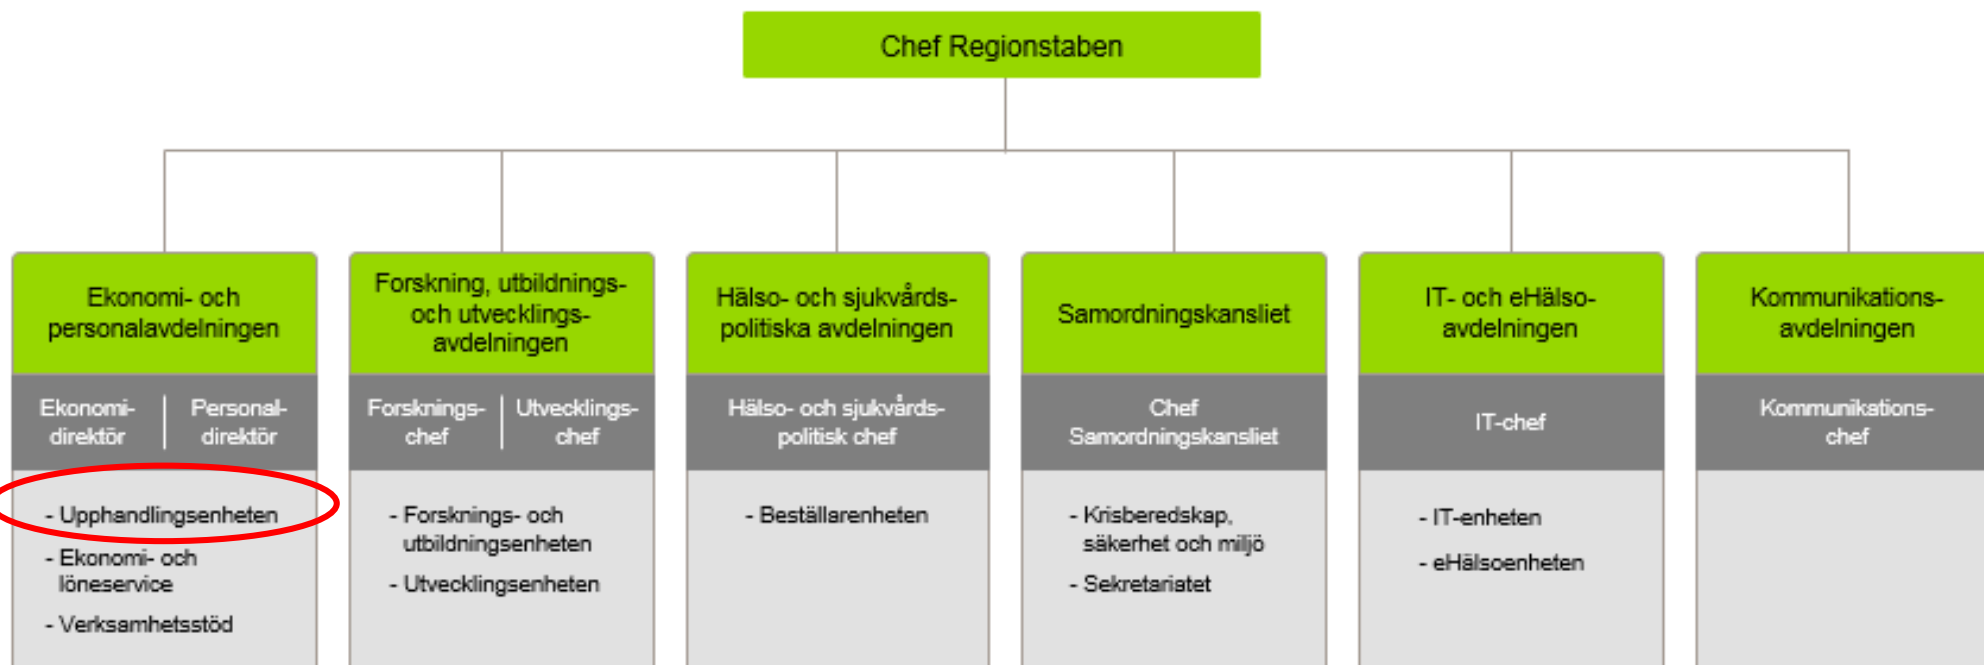 Chef Regionstaben
Ekonomi- och
personalavdelningen
Ekonomi-
direktör
Personal-
direktör
- Upphandlingsenheten
- Ekonomi- och
löneservice
- Verksamhetsstöd
Forskning, utbildnings-
och utvecklings-
avdelningen
Forsknings-
chef
Utvecklings-
chef
- Forsknings- och
utbildningsenheten
- Utvecklingsenheten
Hälso- och sjukvårds-
politiska avdelningen
Hälso- och sjukvårds-
politisk chef
- Beställarenheten
Samordningskansliet
Chef
Samordningskansliet
- Krisberedskap,
säkerhet och miljö
- Sekretariatet
IT- och eHälso-
avdelningen
IT-chef
- IT-enheten
- eHälsoenheten
Kommunikations-
avdelningen
Kommunikations-
chef